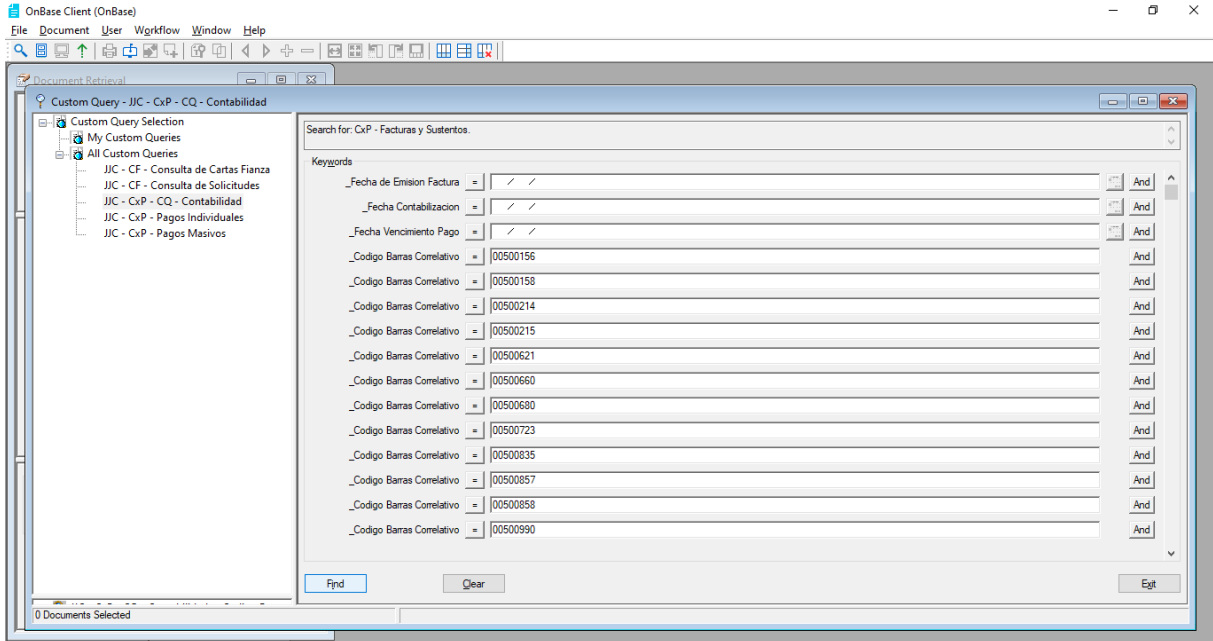 OnBase Client (OnBase)
File Document User Workflow Window Help
Document Retrieval
Custom Query - JJC - CxP - CQ - Contabilidad
Custom Query Selection
My Custom Queries
All Custom Queries
JJC - CF - Consulta de Cartas Fianza
JJC - CF - Consulta de Solicitudes
JJC - CxP - CQ - Contabilidad
JJC - CxP - Pagos Individuales
JJC - CxP - Pagos Masivos
Search for: CxP - Facturas y Sustentos.
Keywords
_Fecha de Emision Factura = / / And
_Fecha Contabilizacion = / / And
_Fecha Vencimiento Pago = / / And
_Codigo Barras Correlativo = 00500156 And
_Codigo Barras Correlativo = 00500158 And
_Codigo Barras Correlativo = 00500214 And
_Codigo Barras Correlativo = 00500215 And
_Codigo Barras Correlativo = 00500621 And
_Codigo Barras Correlativo = 00500660 And
_Codigo Barras Correlativo = 00500680 And
_Codigo Barras Correlativo = 00500723 And
_Codigo Barras Correlativo = 00500835 And
_Codigo Barras Correlativo = 00500857 And
_Codigo Barras Correlativo = 00500858 And
_Codigo Barras Correlativo = 00500990 And
Find Clear Exit
0 Documents Selected